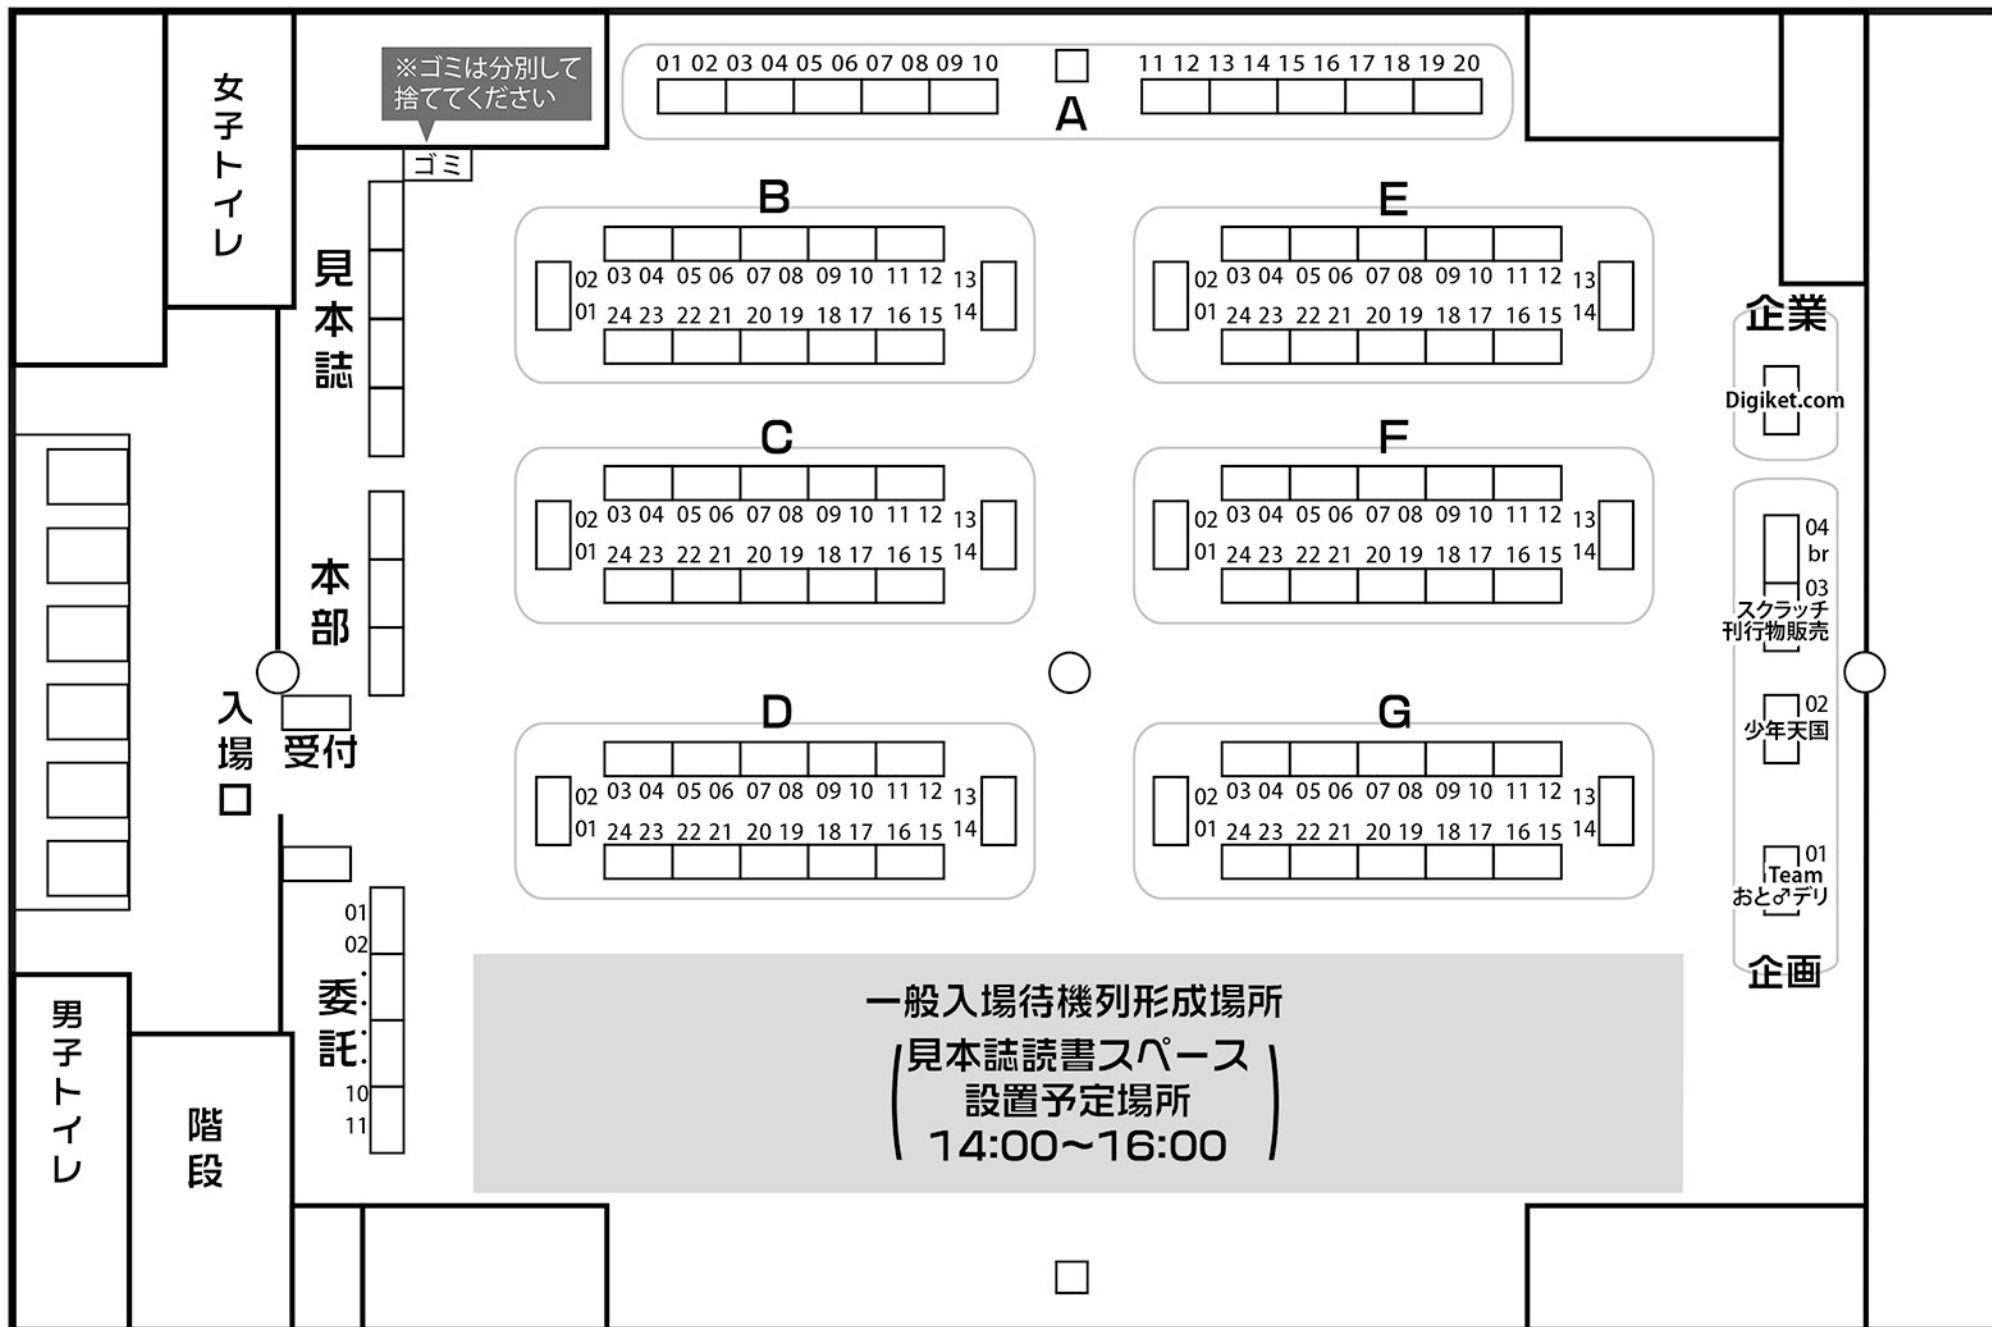 女子トイレ
※ゴミは分別して
捨ててください
ゴミ
01 02 03 04 05 06 07 08 09 10
A
11 12 13 14 15 16 17 18 19 20
見本誌
B
02 03 04 05 06 07 08 09 10 11 12 13
01 24 23 22 21 20 19 18 17 16 15 14
E
02 03 04 05 06 07 08 09 10 11 12 13
01 24 23 22 21 20 19 18 17 16 15 14
企業
Digiket.com
C
02 03 04 05 06 07 08 09 10 11 12 13
01 24 23 22 21 20 19 18 17 16 15 14
F
02 03 04 05 06 07 08 09 10 11 12 13
01 24 23 22 21 20 19 18 17 16 15 14
04
br
03
スクラッチ
刊行物販売
本部
入場口
受付
D
02 03 04 05 06 07 08 09 10 11 12 13
01 24 23 22 21 20 19 18 17 16 15 14
G
02 03 04 05 06 07 08 09 10 11 12 13
01 24 23 22 21 20 19 18 17 16 15 14
02
少年天国
01
Team
おと♂デリ
企画
01
02
委託
10
11
男子トイレ
階段
一般入場待機列形成場所
(見本誌読書スペース
設置予定場所
14:00～16:00)